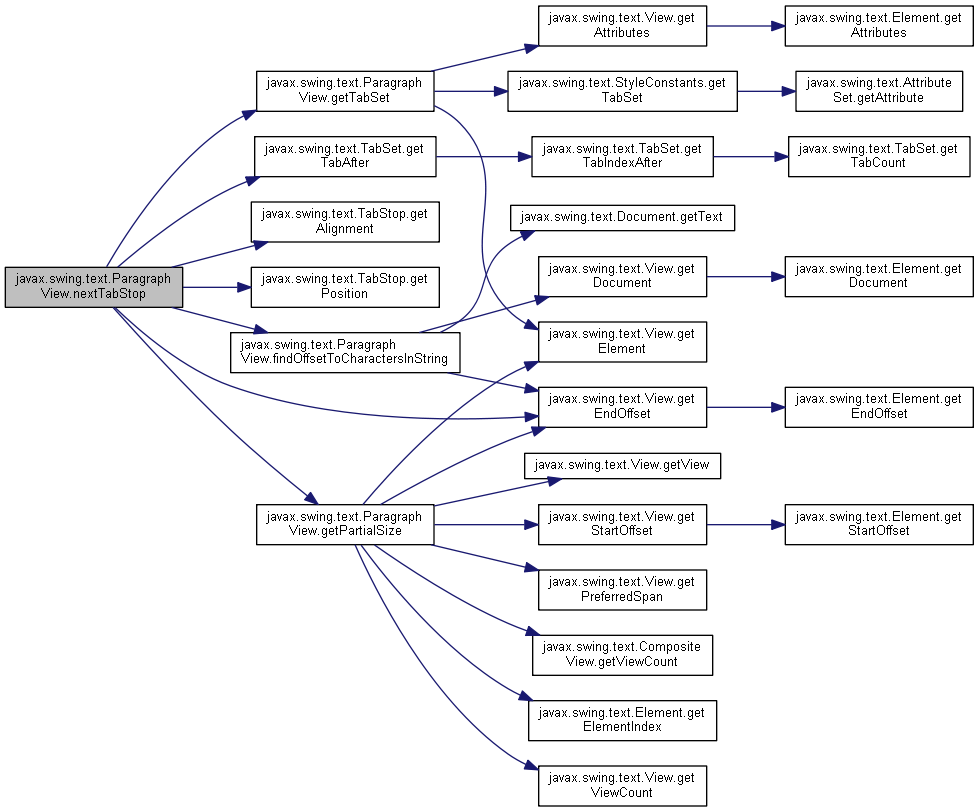 javax.swing.text.View.get
Attributes
javax.swing.text.Element.get
Attributes
javax.swing.text.Paragraph
View.getTabSet
javax.swing.text.StyleConstants.get
TabSet
javax.swing.text.Attribute
Set.getAttribute
javax.swing.text.TabSet.get
TabAfter
javax.swing.text.TabSet.get
TabIndexAfter
javax.swing.text.TabSet.get
TabCount
javax.swing.text.TabStop.get
Alignment
javax.swing.text.Document.getText
javax.swing.text.Paragraph
View.nextTabStop
javax.swing.text.TabStop.get
Position
javax.swing.text.View.get
Document
javax.swing.text.Element.get
Document
javax.swing.text.Paragraph
View.findOffsetToCharactersInString
javax.swing.text.View.get
Element
javax.swing.text.View.get
EndOffset
javax.swing.text.Element.get
EndOffset
javax.swing.text.View.getView
javax.swing.text.Paragraph
View.getPartialSize
javax.swing.text.View.get
StartOffset
javax.swing.text.Element.get
StartOffset
javax.swing.text.View.get
PreferredSpan
javax.swing.text.Composite
View.getViewCount
javax.swing.text.Element.get
ElementIndex
javax.swing.text.View.get
ViewCount